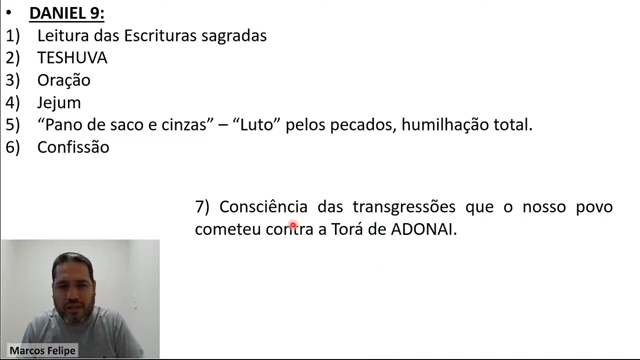 • DANIEL 9:
1) Leitura das Escrituras sagradas
2) TESHUVA
3) Oração
4) Jejum
5) “Pano de saco e cinzas” – “Luto” pelos pecados, humilhação total.
6) Confissão
7) Consciência das transgressões que o nosso povo
cometeu contra a Torá de ADONAI.
Marcos Felipe